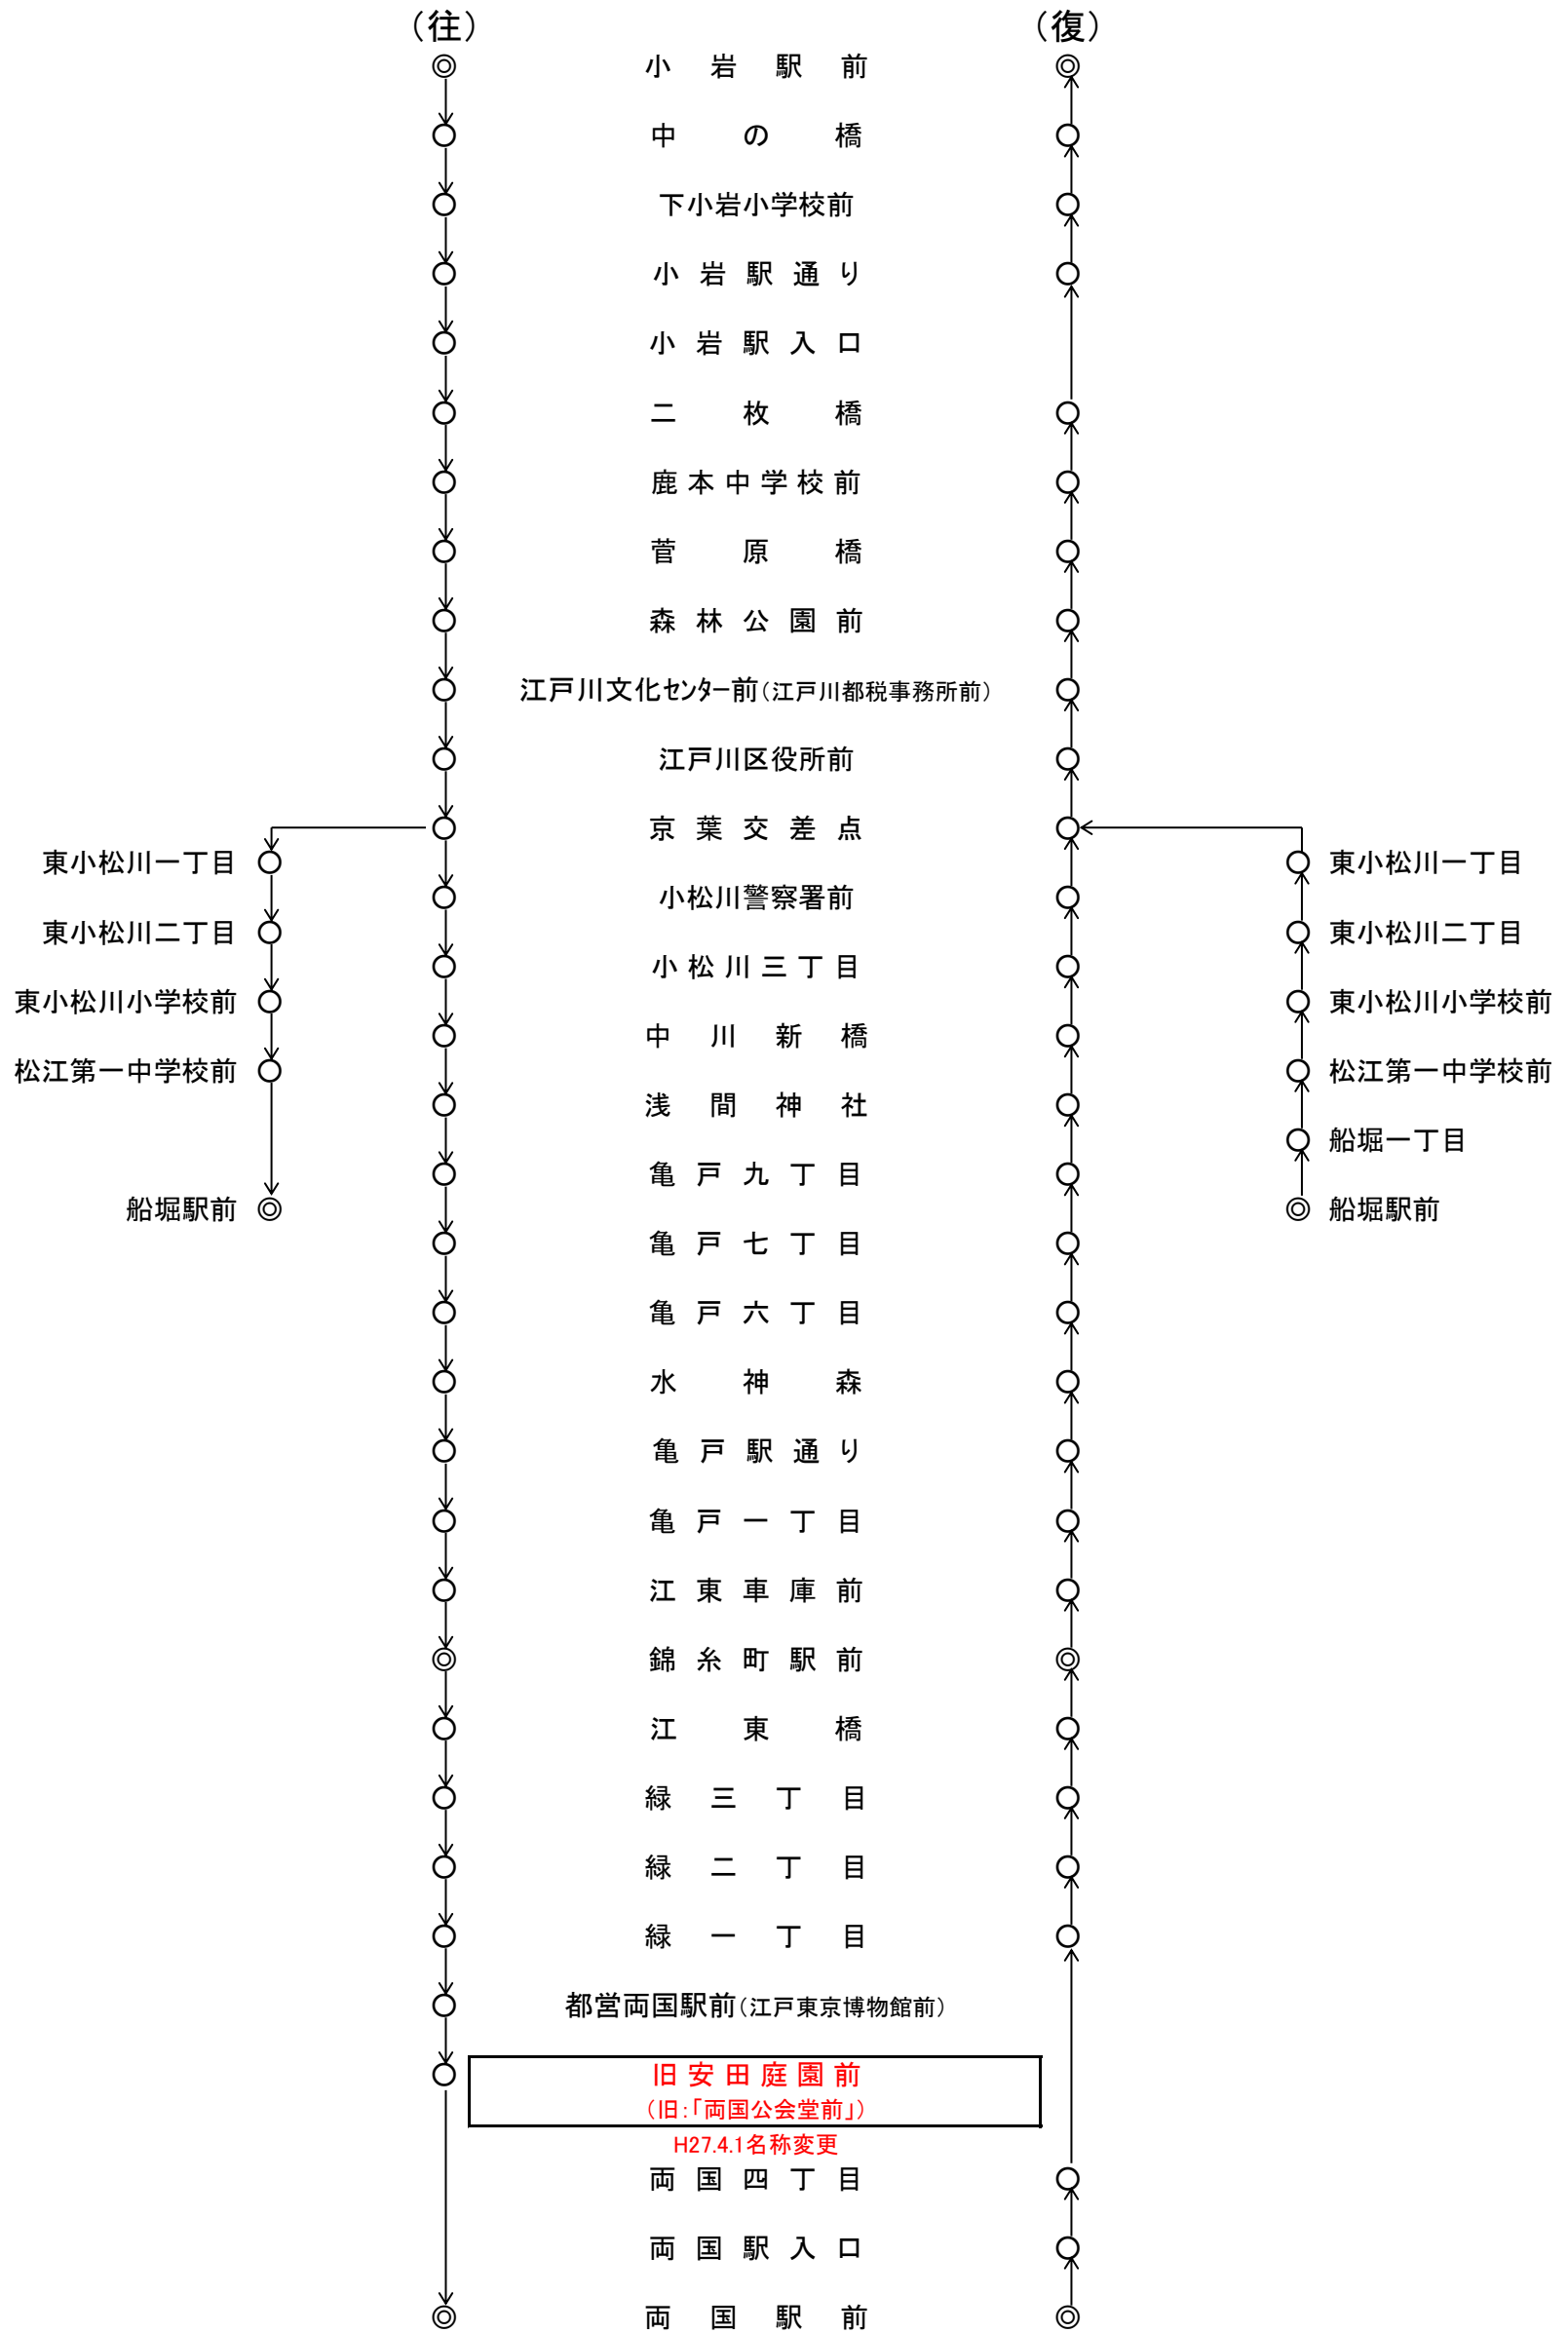 （往）
（復）
小岩駅前
中の橋
下小岩小学校前
小岩駅通り
小岩駅入口
二枚橋
鹿本中学校前
菅原橋
森林公園前
江戸川文化ｾﾝﾀｰ前（江戸川都税事務所前）
江戸川区役所前
京葉交差点
東小松川一丁目
東小松川一丁目
小松川警察署前
東小松川二丁目
東小松川二丁目
小松川三丁目
東小松川小学校前
東小松川小学校前
中川新橋
松江第一中学校前
松江第一中学校前
浅間神社
船堀一丁目
亀戸九丁目
船堀駅前
船堀駅前
亀戸七丁目
亀戸六丁目
水神森
亀戸駅通り
亀戸一丁目
江東車庫前
錦糸町駅前
江東橋
緑三丁目
緑二丁目
緑一丁目
都営両国駅前（江戸東京博物館前）
旧安田庭園前
（旧：「両国公会堂前」）
H27.4.1名称変更
両国四丁目
両国駅入口
両国駅前